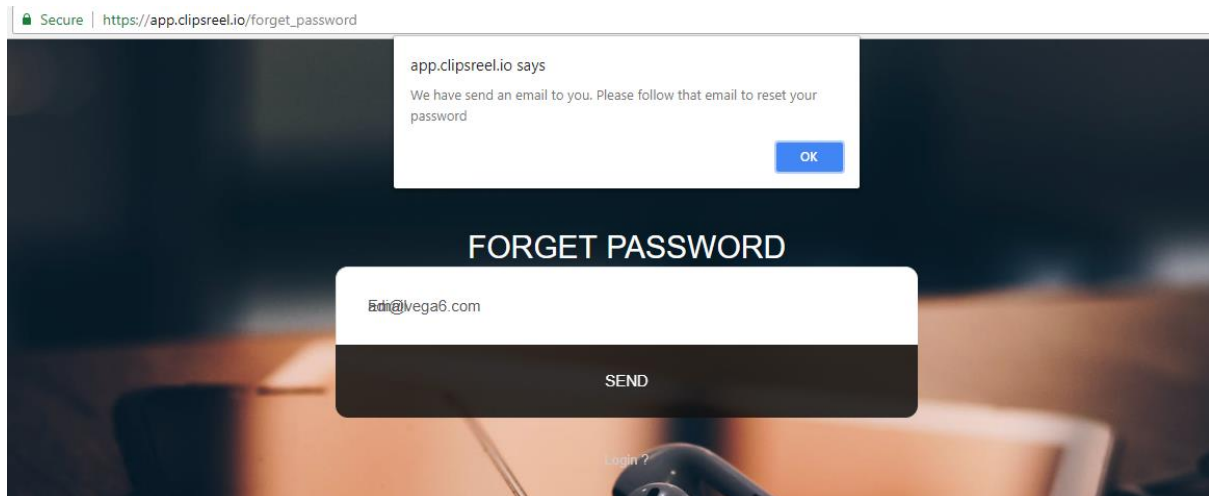 Secure | https://app.clipsreel.io/forget_password
app.clipsreel.io says
We have send an email to you. Please follow that email to reset your
password
OK
FORGET PASSWORD
@vega6.com
SEND
Login ?